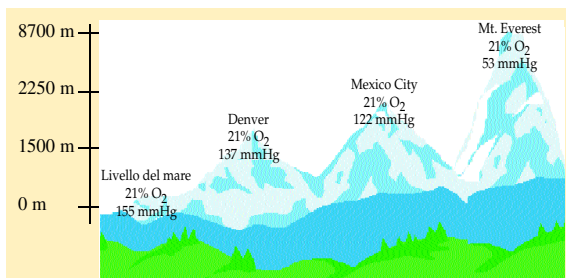 8700 m
2250 m
1500 m
0 m
Mt. Everest
21% O2
53 mmHg
Mexico City
21% O2
122 mmHg
Denver
21% O2
137 mmHg
Livello del mare
21% O2
155 mmHg